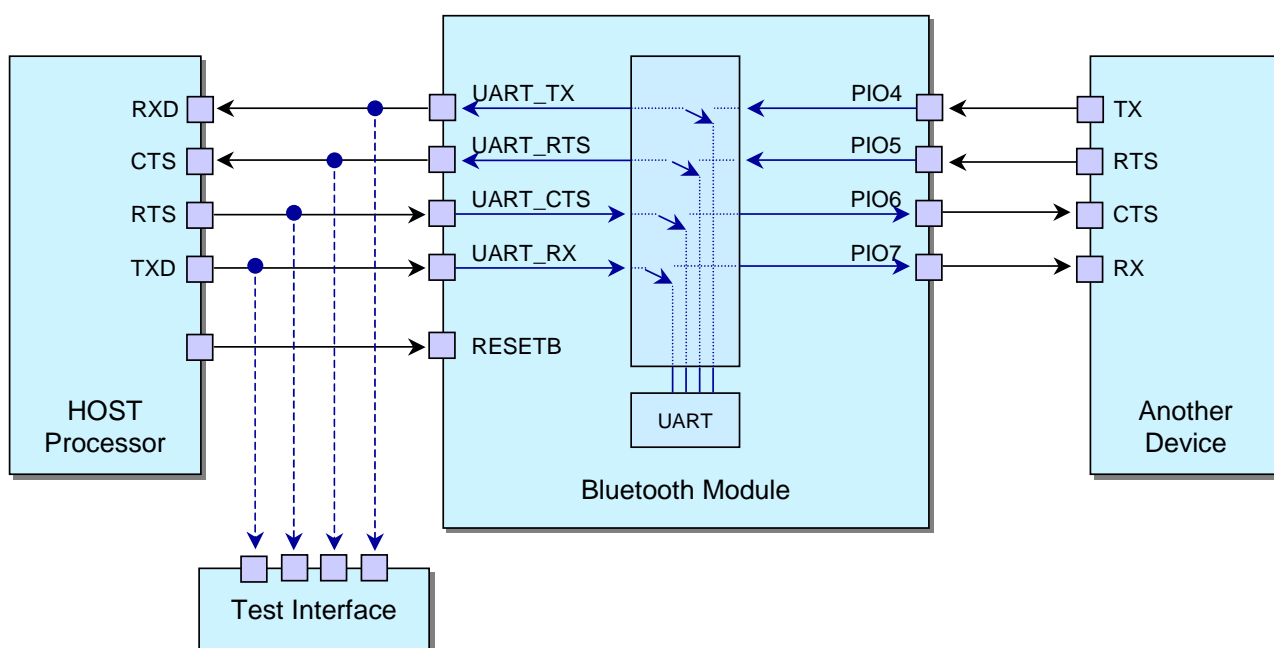 RXD
CTS
RTS
TXD
HOST
Processor
UART_TX
UART_RTS
UART_CTS
UART_RX
RESETB
PIO4
PIO5
PIO6
PIO7
UART
Bluetooth Module
TX
RTS
CTS
RX
Another
Device
Test Interface